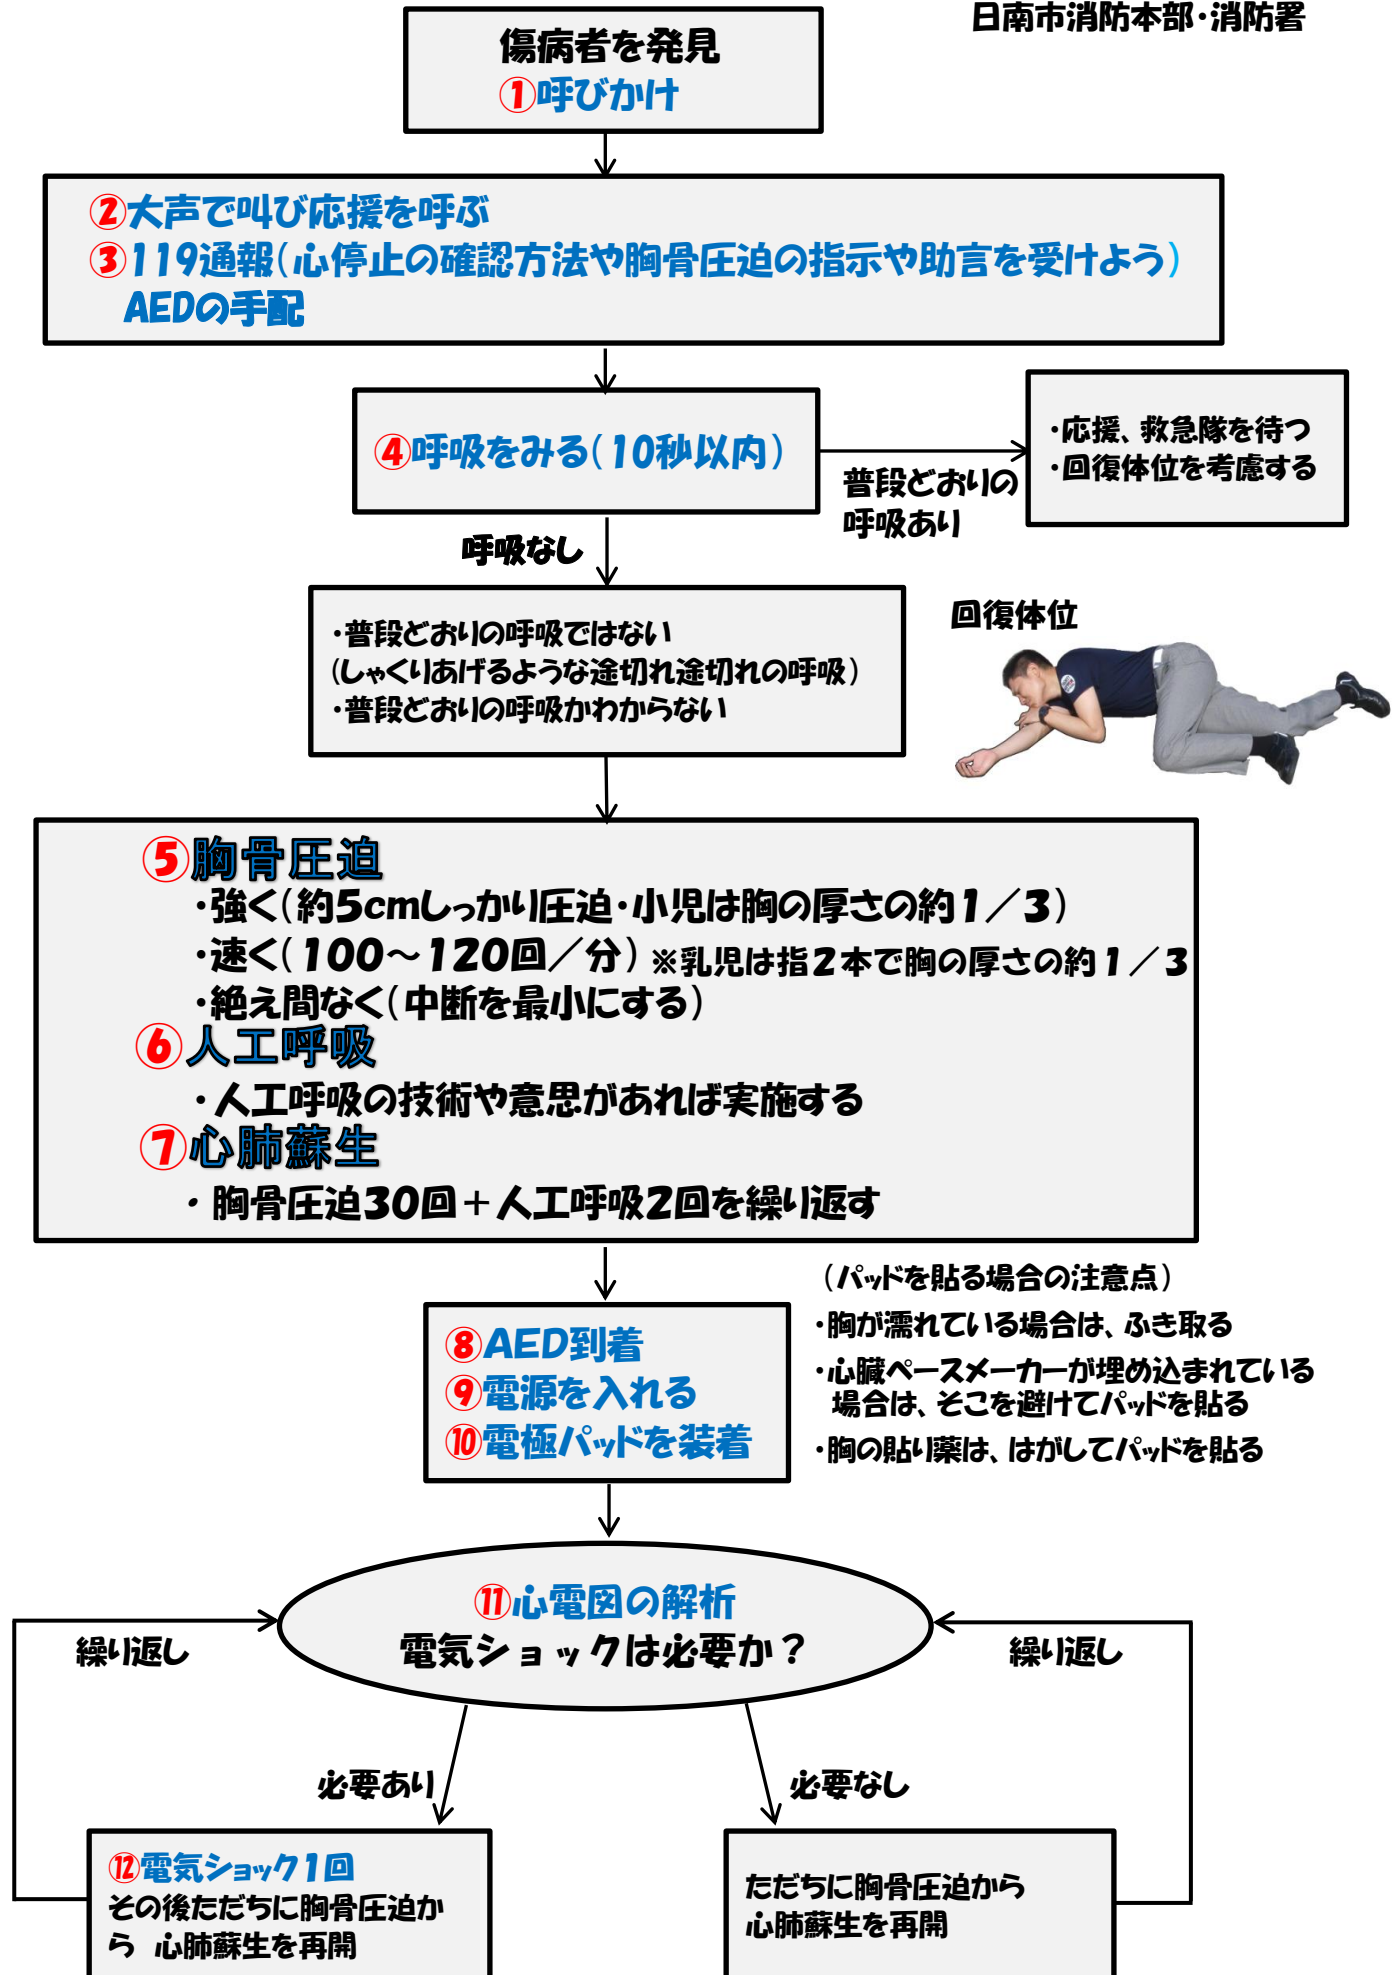 日南市消防本部・消防署
傷病者を発見
①呼びかけ
②大声で叫び応援を呼ぶ
③119通報(心停止の確認方法や胸骨圧迫の指示や助言を受けよう)
AEDの手配
④呼吸をみる(10秒以内)
普段どおりの
呼吸あり
・応援、救急隊を待つ
・回復体位を考慮する
呼吸なし
・普段どおりの呼吸ではない
(しゃくりあげるような途切れ途切れの呼吸)
・普段どおりの呼吸かわからない
回復体位
⑤胸骨圧迫
・強く(約5cmしっかり圧迫・小児は胸の厚さの約1/3)
・速く(100～120回/分) ※乳児は指2本で胸の厚さの約1/3
・絶え間なく(中断を最小にする)
⑥人工呼吸
・人工呼吸の技術や意思があれば実施する
⑦心肺蘇生
・胸骨圧迫30回＋人工呼吸2回を繰り返す
⑧AED到着
⑨電源を入れる
⑩電極パッドを装着
(パッドを貼る場合の注意点)
・胸が濡れている場合は、ふき取る
・心臓ペースメーカーが埋め込まれている
場合は、そこを避けてパッドを貼る
・胸の貼り薬は、はがしてパッドを貼る
⑪心電図の解析
電気ショックは必要か？
繰り返し
繰り返し
必要あり
必要なし
⑫電気ショック1回
その後ただちに胸骨圧迫か
ら 心肺蘇生を再開
ただちに胸骨圧迫から
心肺蘇生を再開